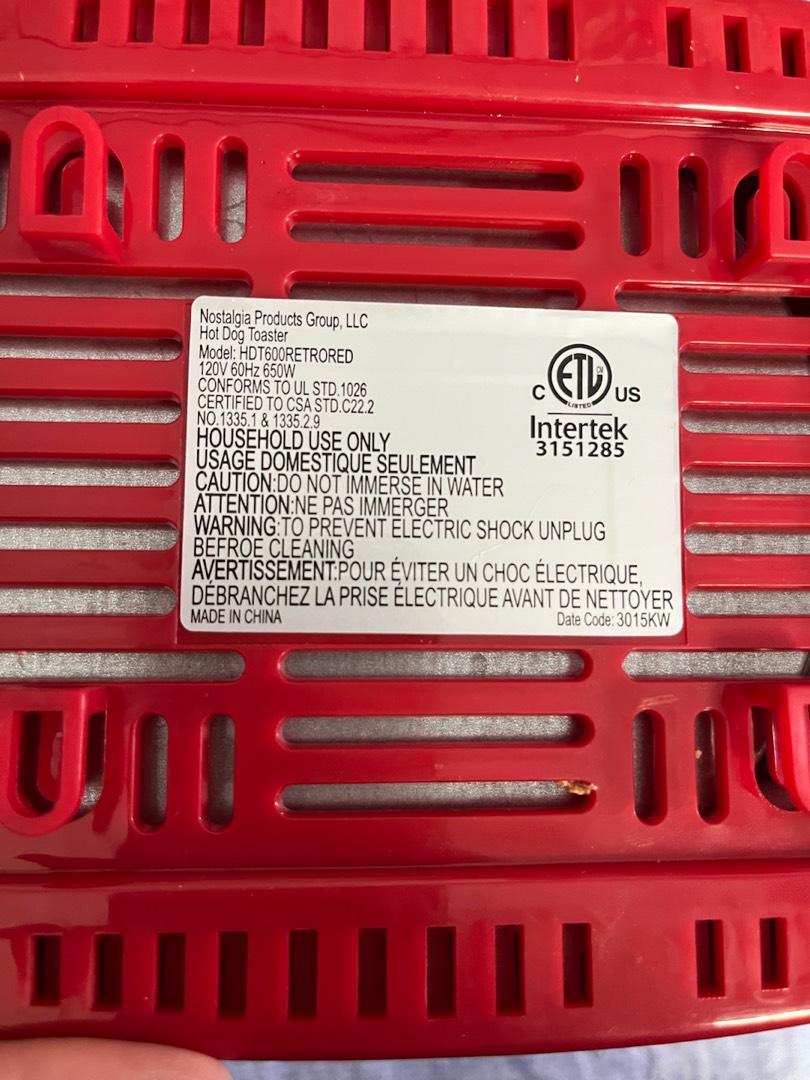 Nostalgia Products Group, LLC
Hot Dog Toaster
Model: HDT600RETRORED
120V 60Hz 650W
CONFORMS TO UL STD.1026
CERTIFIED TO CSA STD.C22.2
NO.1335.1 & 1335.2.9
HOUSEHOLD USE ONLY
USAGE DOMESTIQUE SEULEMENT
CAUTION:DO NOT IMMERSE IN WATER
ATTENTION:NE PAS IMMERGER
WARNING:TO PREVENT ELECTRIC SHOCK UNPLUG
BEFROE CLEANING
AVERTISSEMENT:POUR ÉVITER UN CHOC ÉLECTRIQUE,
DÉBRANCHEZ LA PRISE ÉLECTRIQUE AVANT DE NETTOYER
MADE IN CHINA
Date Code: 3015KW
C ETL CM US
LISTED
Intertek
3151285